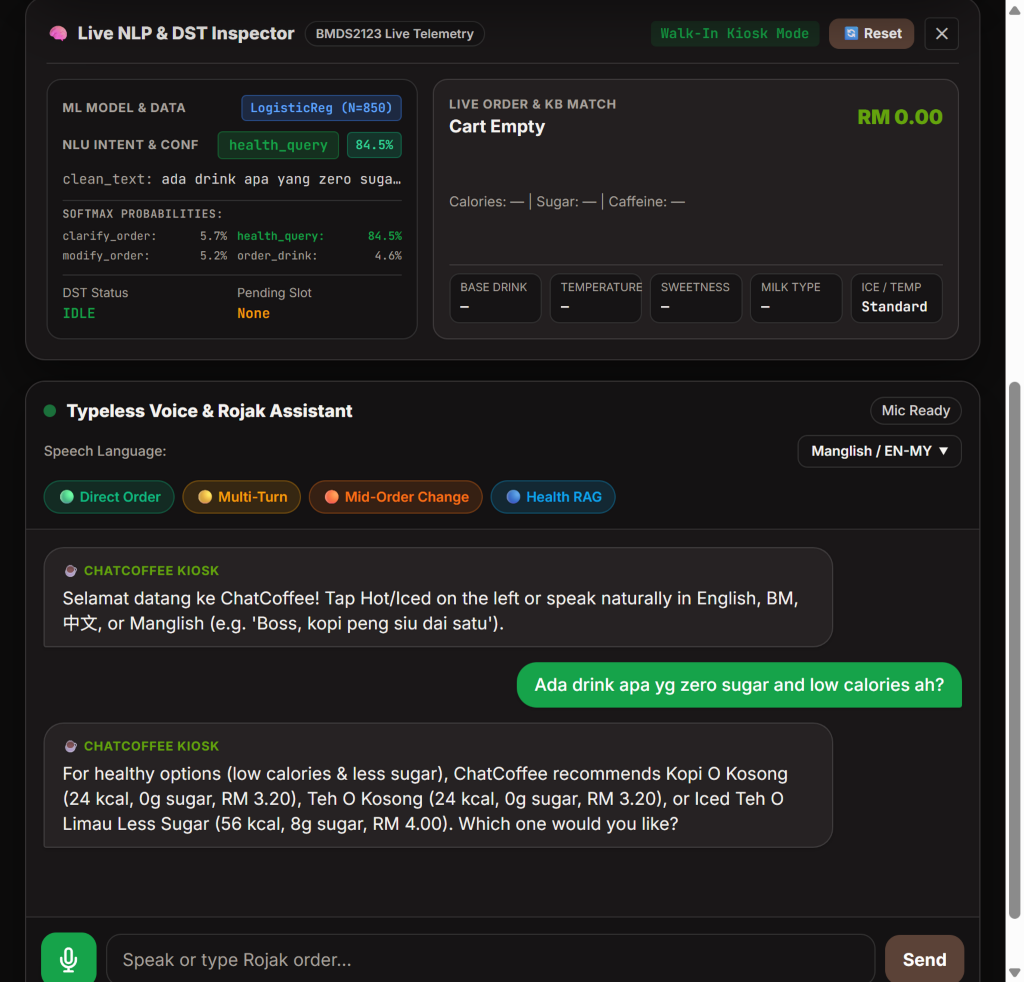 Live NLP & DST Inspector
BMDS2123 Live Telemetry
Walk-In Kiosk Mode
Reset
ML MODEL & DATA
LogisticReg (N=850)
NLU INTENT & CONF
health_query
84.5%
clean_text: ada drink apa yang zero suga…
SOFTMAX PROBABILITIES:
clarify_order: 5.7% health_query: 84.5%
modify_order: 5.2% order_drink: 4.6%
DST Status
Pending Slot
IDLE
None
LIVE ORDER & KB MATCH
Cart Empty
RM 0.00
Calories: — | Sugar: — | Caffeine: —
BASE DRINK
—
TEMPERATURE
—
SWEETNESS
—
MILK TYPE
—
ICE / TEMP
Standard
Typeless Voice & Rojak Assistant
Mic Ready
Speech Language:
Manglish / EN-MY ▼
Direct Order
Multi-Turn
Mid-Order Change
Health RAG
CHATCOFFEE KIOSK
Selamat datang ke ChatCoffee! Tap Hot/Iced on the left or speak naturally in English, BM,
中文, or Manglish (e.g. 'Boss, kopi peng siu dai satu').
Ada drink apa yg zero sugar and low calories ah?
CHATCOFFEE KIOSK
For healthy options (low calories & less sugar), ChatCoffee recommends Kopi O Kosong
(24 kcal, 0g sugar, RM 3.20), Teh O Kosong (24 kcal, 0g sugar, RM 3.20), or Iced Teh O
Limau Less Sugar (56 kcal, 8g sugar, RM 4.00). Which one would you like?
Speak or type Rojak order...
Send